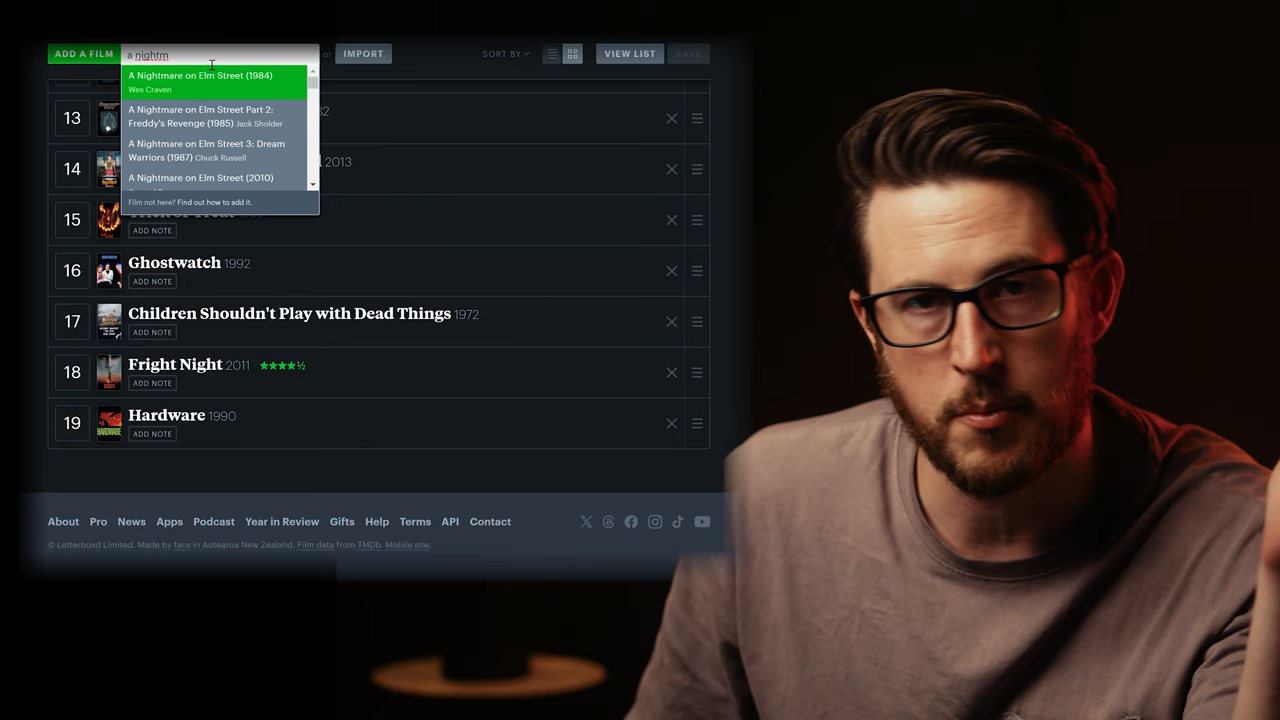 ADD A FILM a nightm or IMPORT SORT BY VIEW LIST SAVE
A Nightmare on Elm Street (1984)
Wes Craven
A Nightmare on Elm Street Part 2:
Freddy's Revenge (1985) Jack Sholder
A Nightmare on Elm Street 3: Dream
Warriors (1987) Chuck Russell
A Nightmare on Elm Street (2010)
Film not here? Find out how to add it.
13
14 2013
15
ADD NOTE
16 Ghostwatch 1992
ADD NOTE
17 Children Shouldn't Play with Dead Things 1972
ADD NOTE
18 Fright Night 2011 ★★★★½
ADD NOTE
19 HARDWARE Hardware 1990
ADD NOTE
About Pro News Apps Podcast Year in Review Gifts Help Terms API Contact
© Letterboxd Limited. Made by fans in Aotearoa New Zealand. Film data from TMDb. Mobile site.